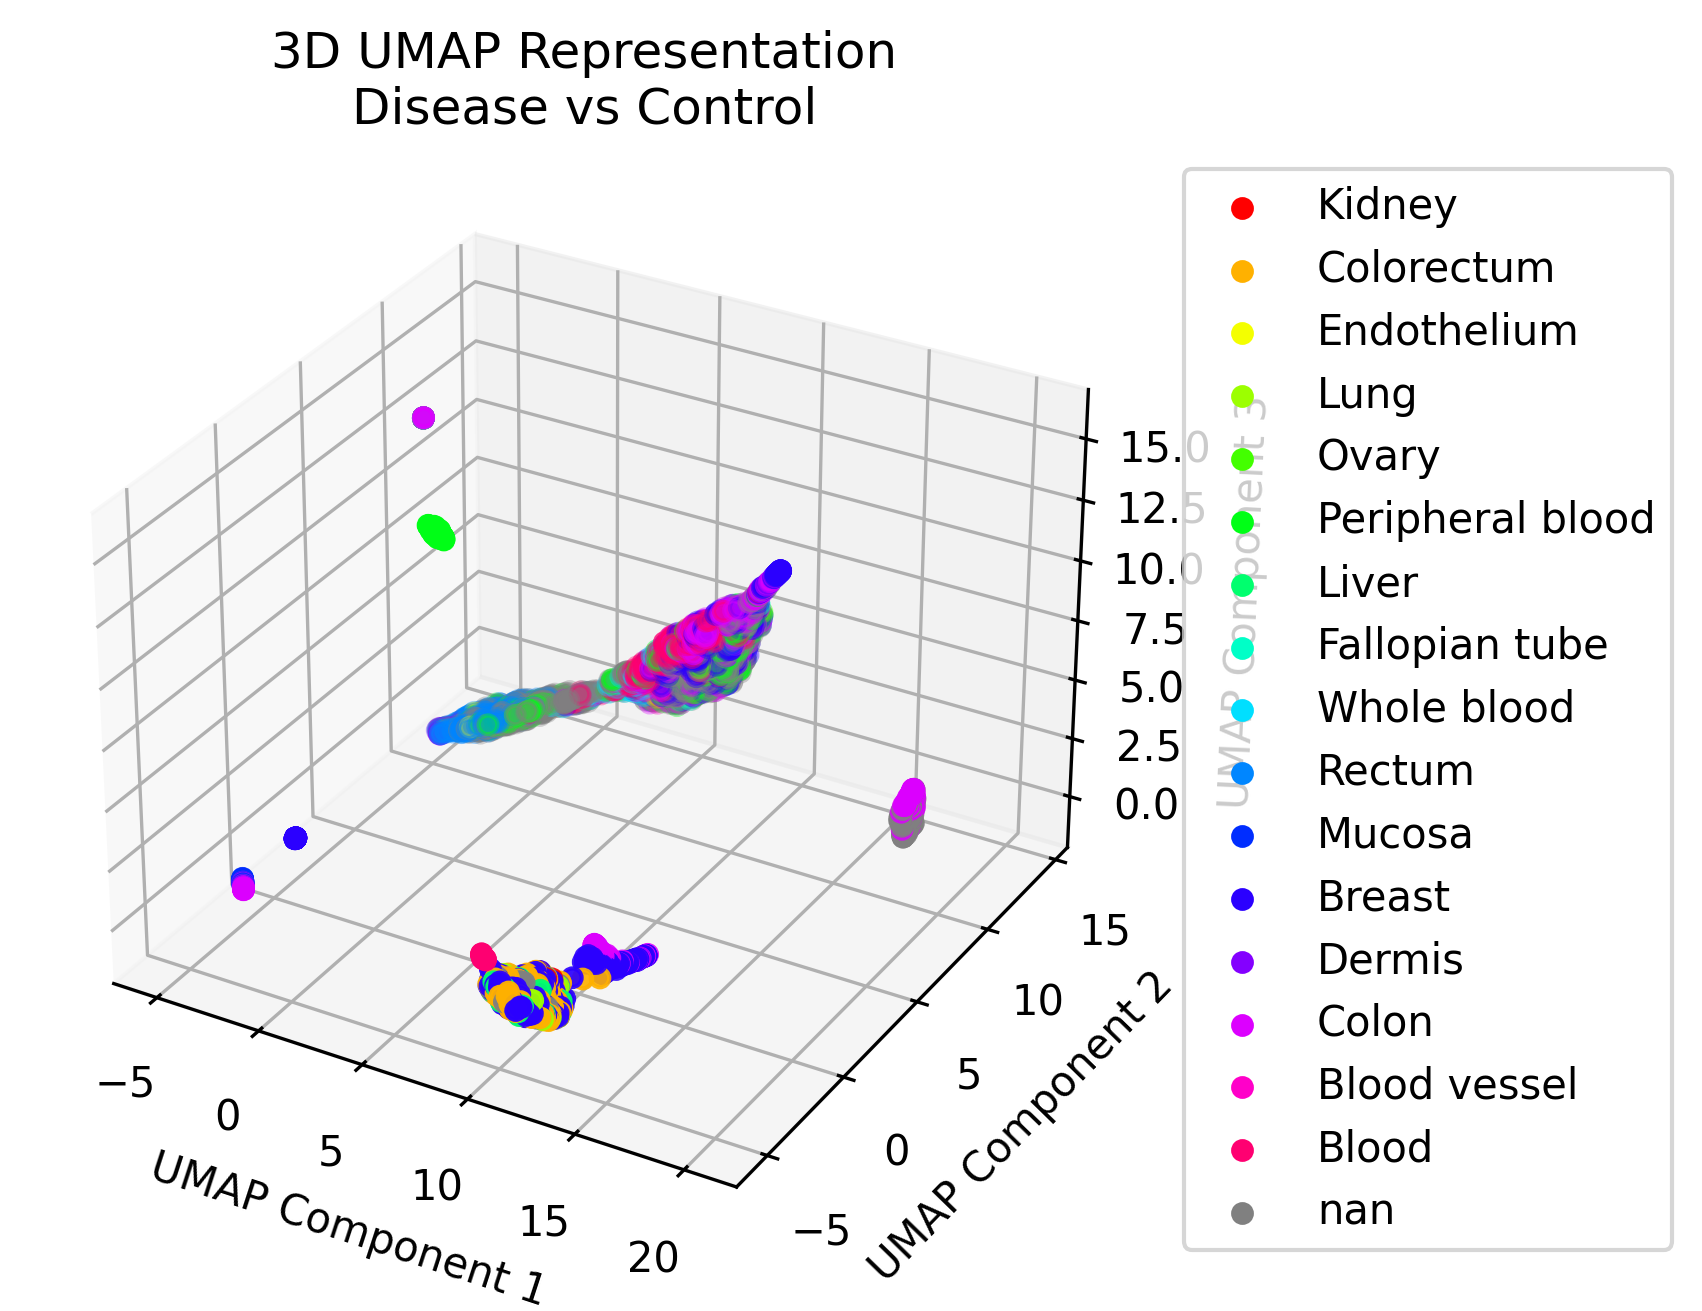 3D UMAP Representation
Disease vs Control
Kidney
Colorectum
Endothelium
Lung
Ovary
Peripheral blood
Liver
Fallopian tube
Whole blood
Rectum
Mucosa
Breast
Dermis
Colon
Blood vessel
Blood
nan
15.0
12.5
10.0
7.5
5.0
2.5
0.0
UMAP Component 3
15
10
5
0
−5
UMAP Component 2
−5
0
5
10
15
20
UMAP Component 1